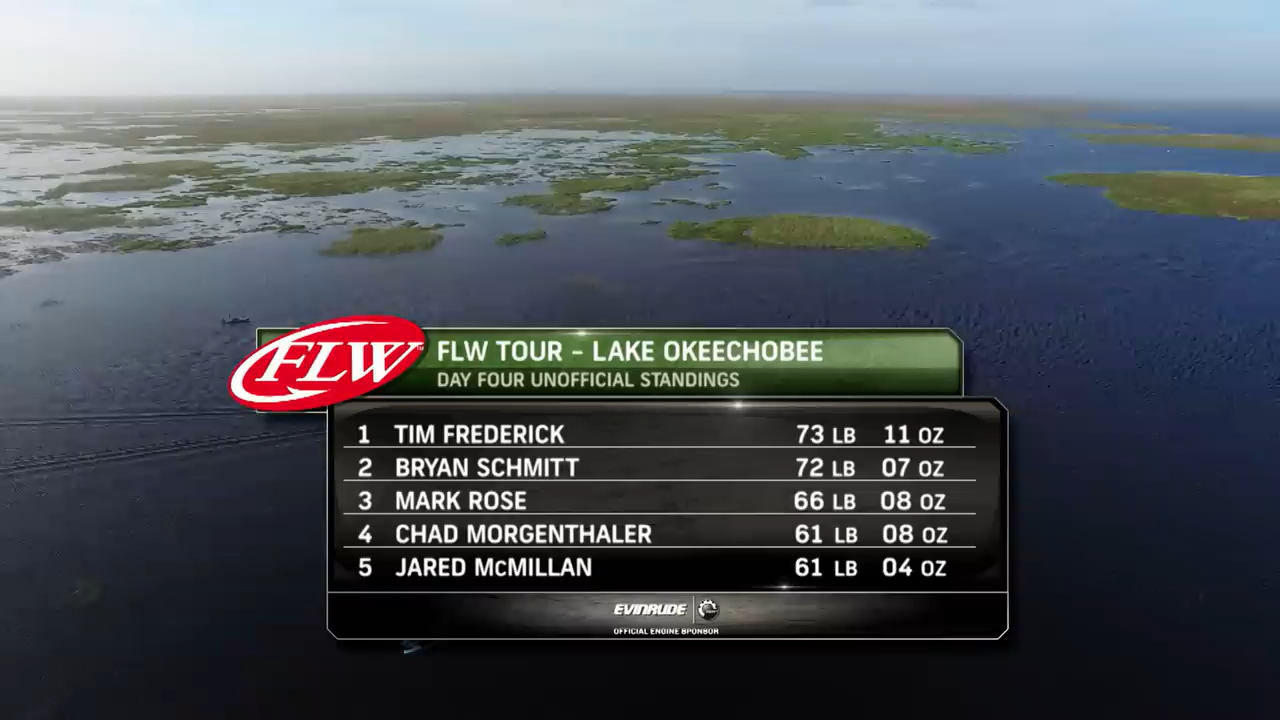 FLW
FLW TOUR - LAKE OKEECHOBEE
DAY FOUR UNOFFICIAL STANDINGS
1 TIM FREDERICK 73 LB 11 OZ
2 BRYAN SCHMITT 72 LB 07 OZ
3 MARK ROSE 66 LB 08 OZ
4 CHAD MORGENTHALER 61 LB 08 OZ
5 JARED McMILLAN 61 LB 04 OZ
EVINRUDE
OFFICIAL ENGINE SPONSOR